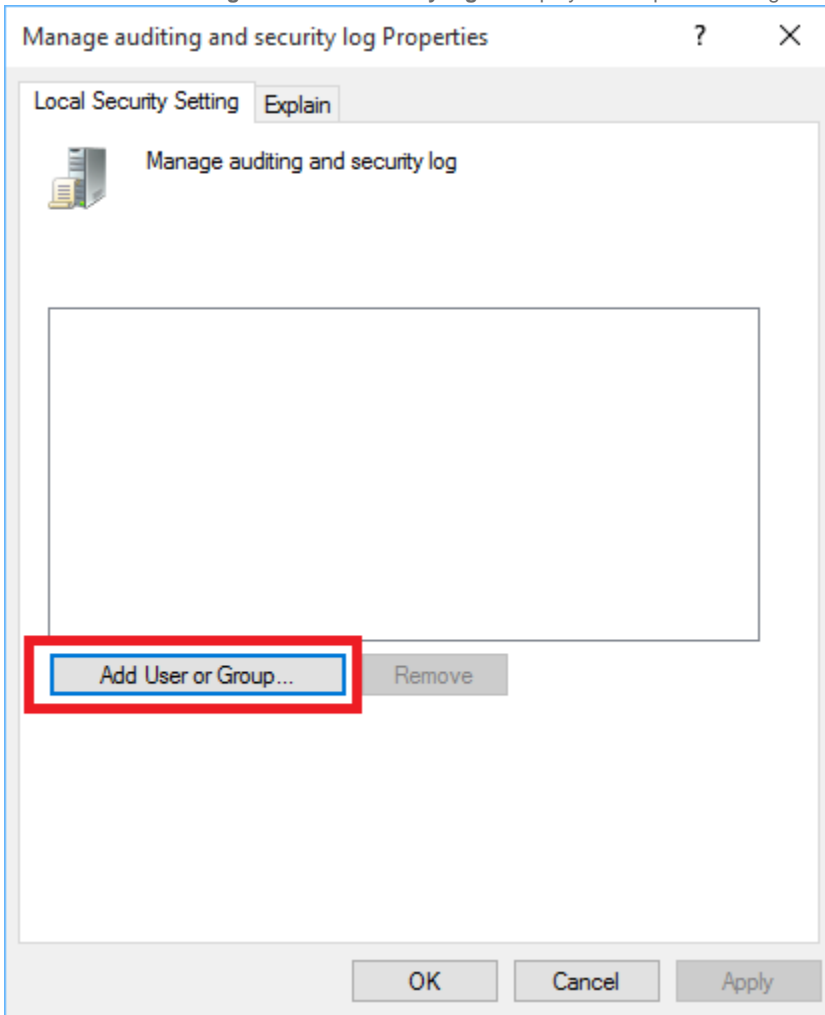 Manage auditing and security log Properties ? X
Local Security Setting Explain
Manage auditing and security log
Add User or Group... Remove
OK Cancel Apply